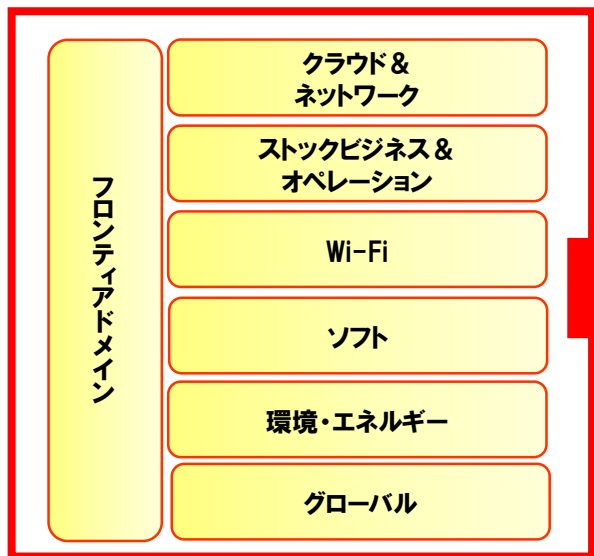 フロンティアドメイン
クラウド&
ネットワーク
ストックビジネス&
オペレーション
Wi-Fi
ソフト
環境・エネルギー
グローバル